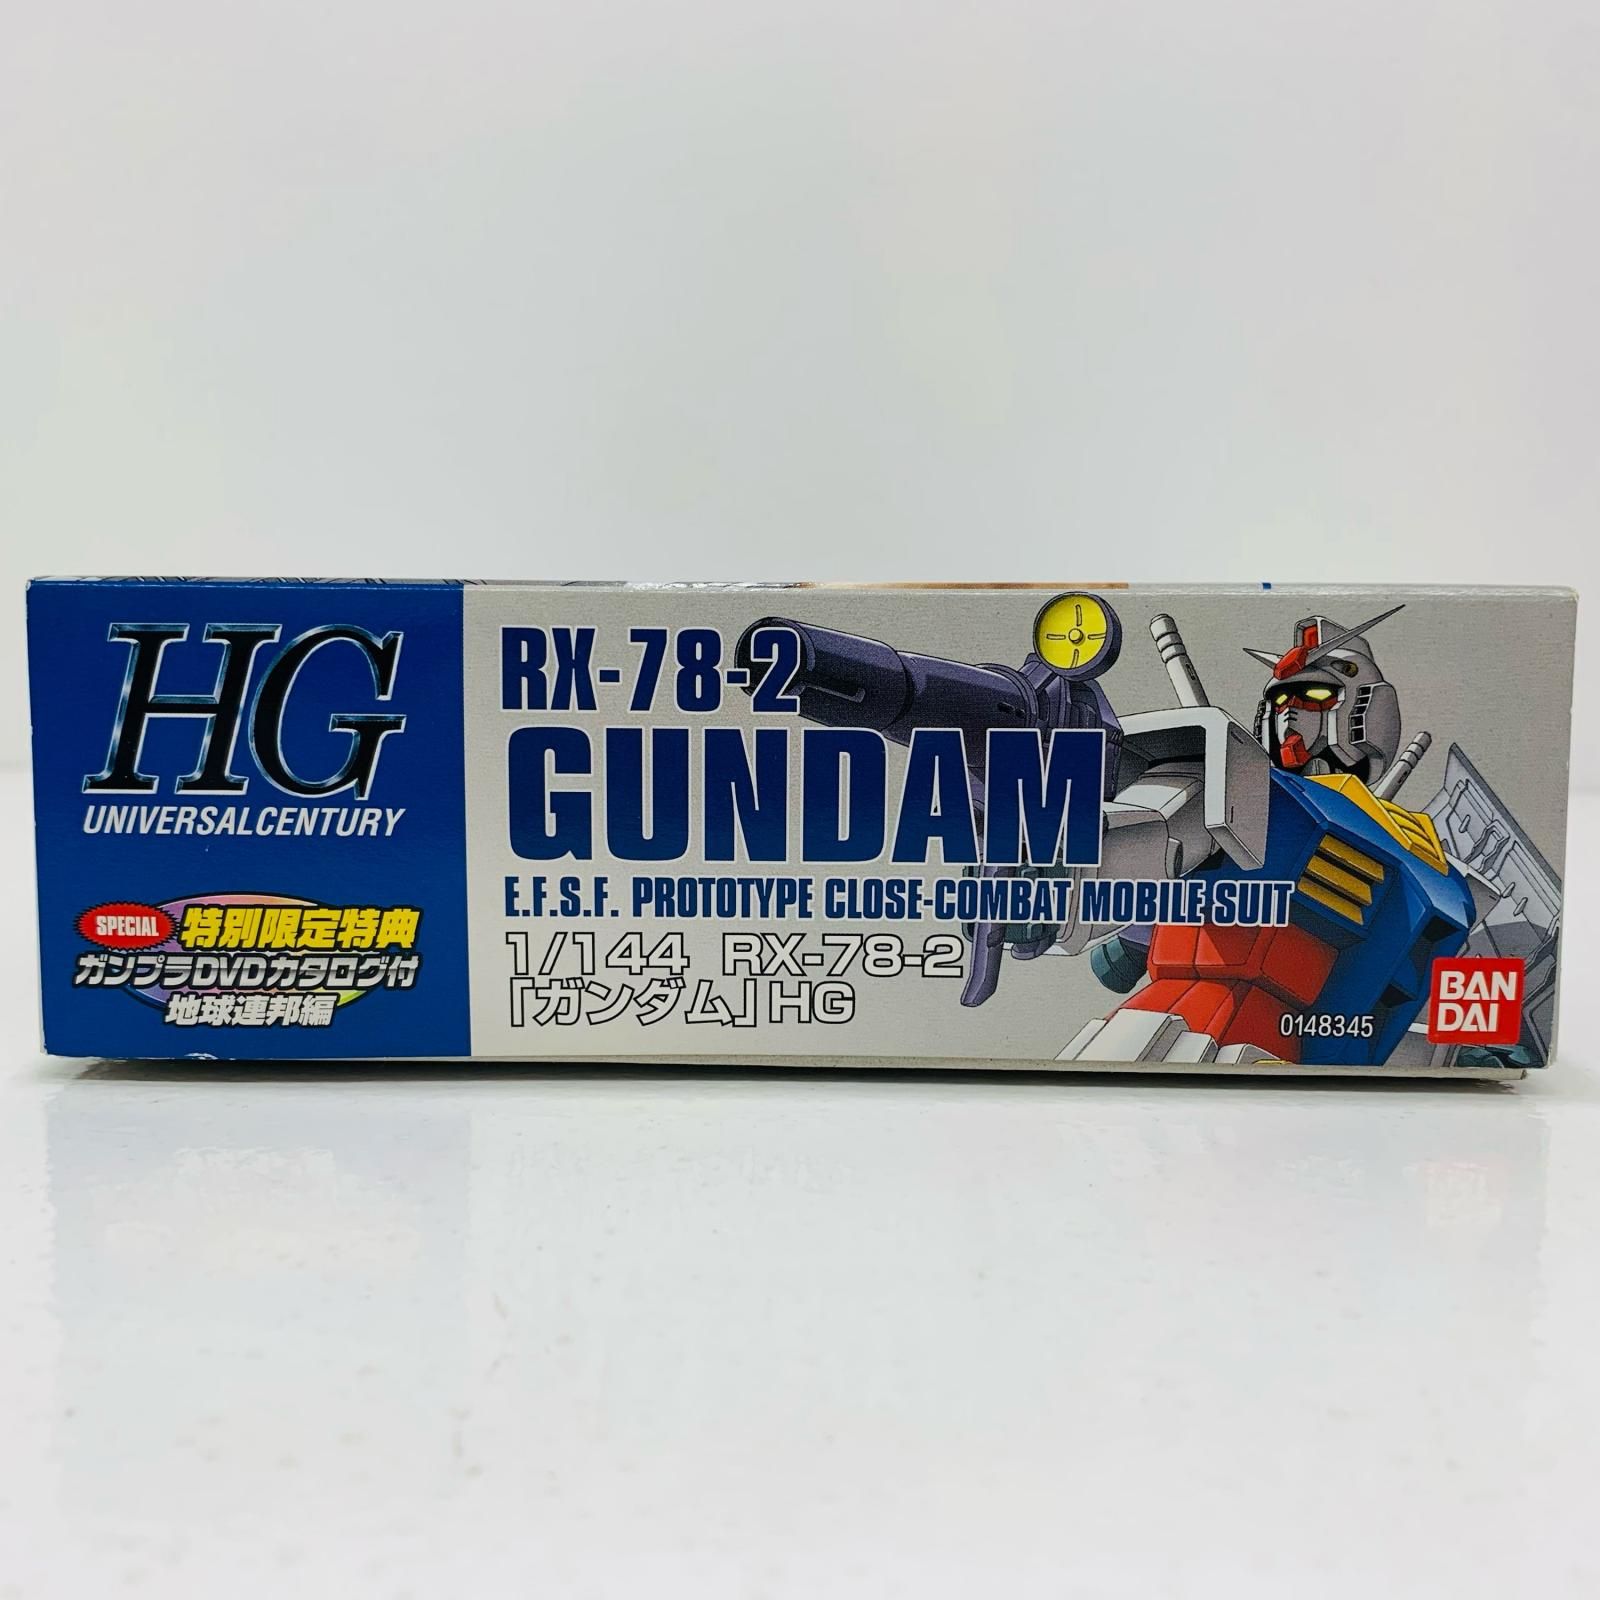 HG
UNIVERSALCENTURY
SPECIAL 特別限定特典
ガンプラDVDカタログ付
地球連邦編
RX-78-2
GUNDAM
E.F.S.F. PROTOTYPE CLOSE-COMBAT MOBILE SUIT
1/144 RX-78-2
「ガンダム」HG
0148345
BAN
DAI